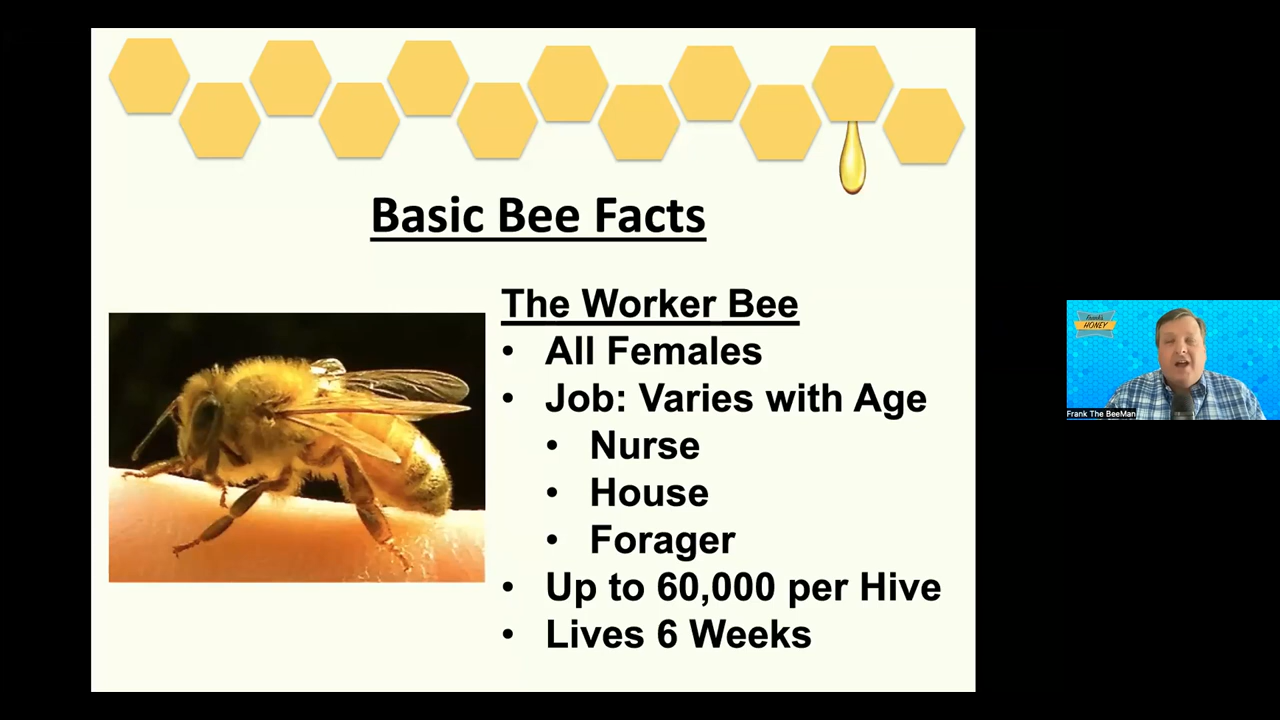 Basic Bee Facts
The Worker Bee
• All Females
• Job: Varies with Age
• Nurse
• House
• Forager
• Up to 60,000 per Hive
• Lives 6 Weeks
HONEY
Frank The BeeMan